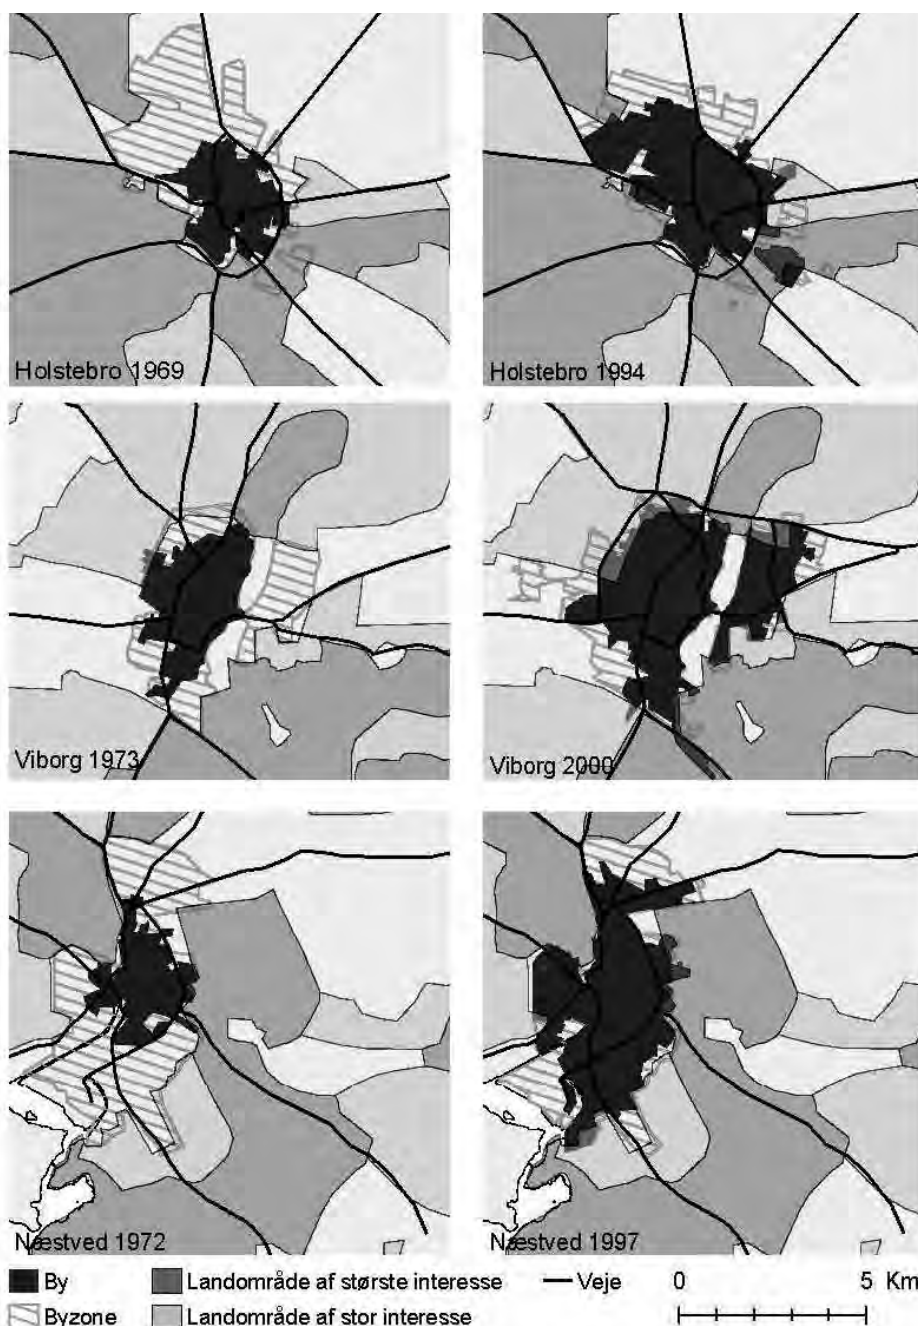 Holstebro 1969
Holstebro 1994
Viborg 1973
Viborg 2000
Næstved 1972
Næstved 1997
By
Landområde af største interesse
Veje
0
5
Km
Byzone
Landområde af stor interesse